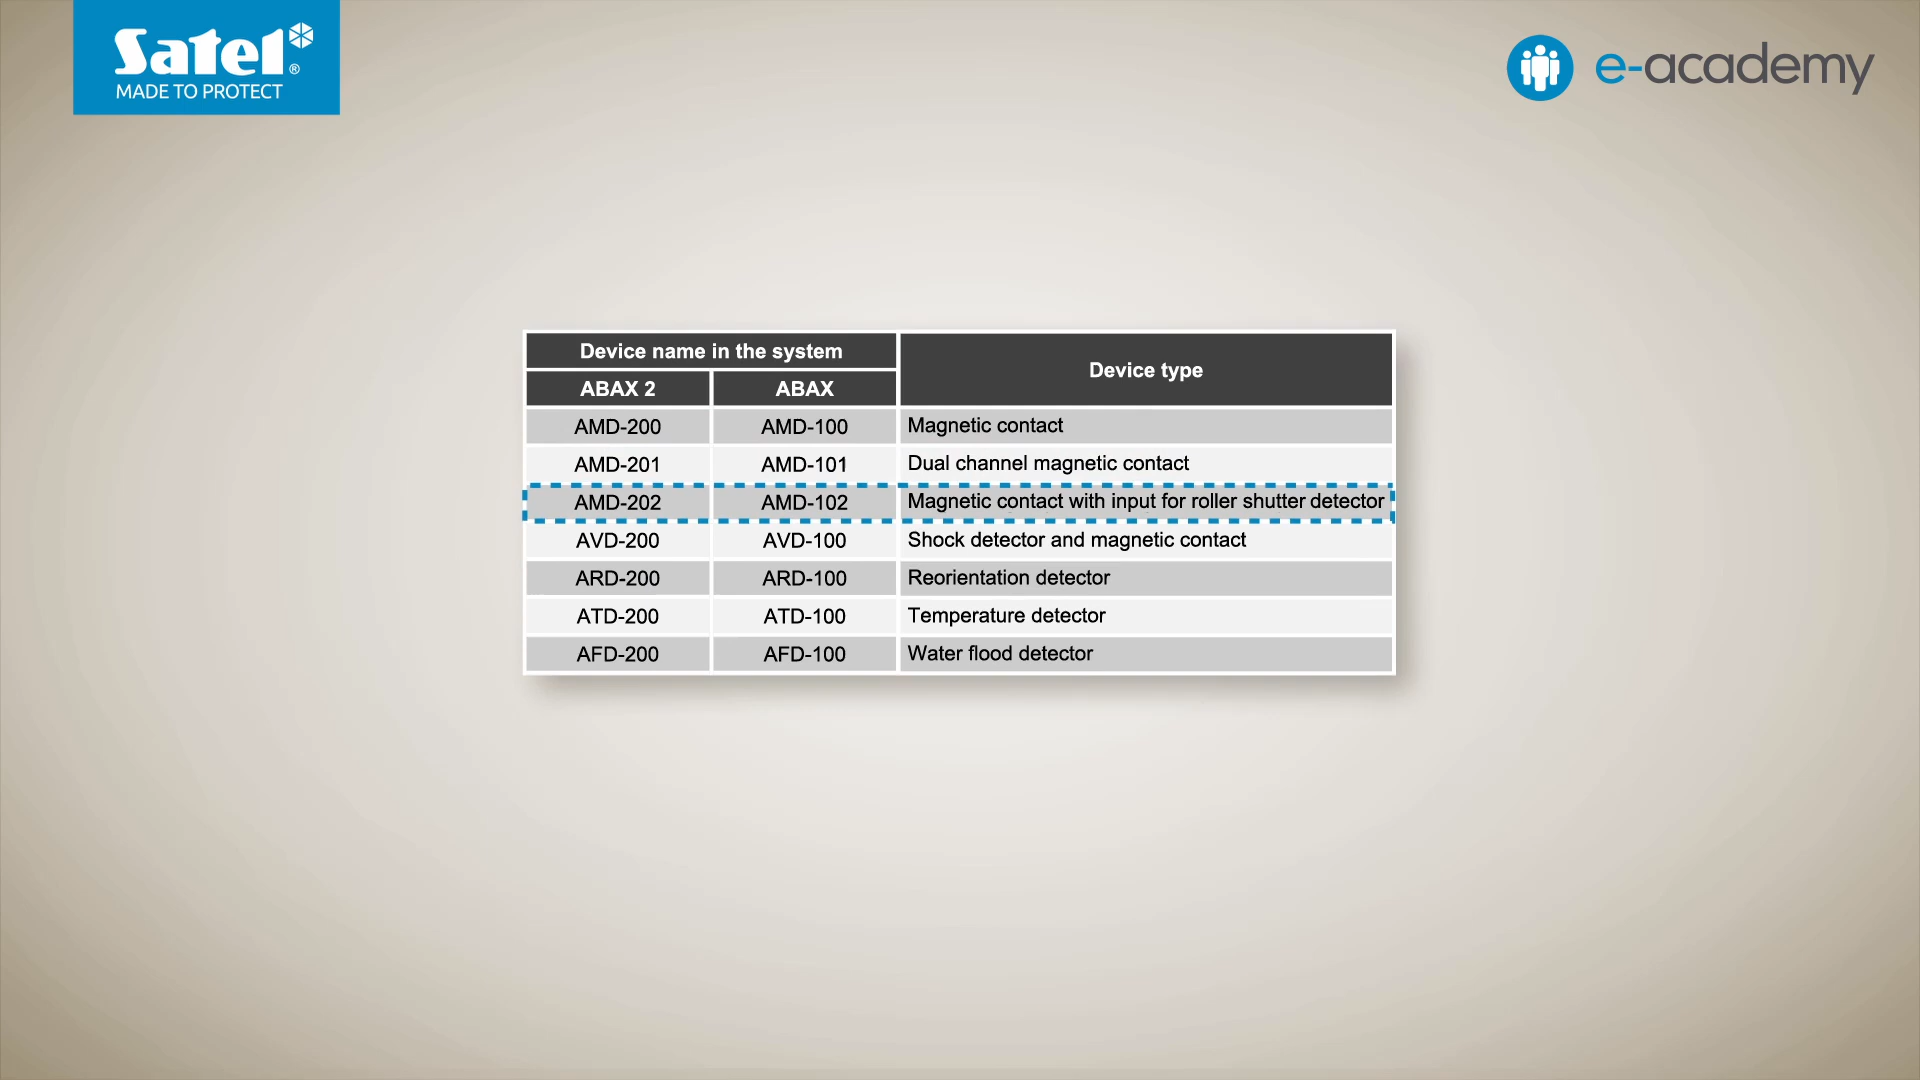 Satel®
MADE TO PROTECT
e-academy
Device name in the system
Device type
ABAX 2
ABAX
AMD-200 AMD-100 Magnetic contact
AMD-201 AMD-101 Dual channel magnetic contact
AMD-202 AMD-102 Magnetic contact with input for roller shutter detector
AVD-200 AVD-100 Shock detector and magnetic contact
ARD-200 ARD-100 Reorientation detector
ATD-200 ATD-100 Temperature detector
AFD-200 AFD-100 Water flood detector